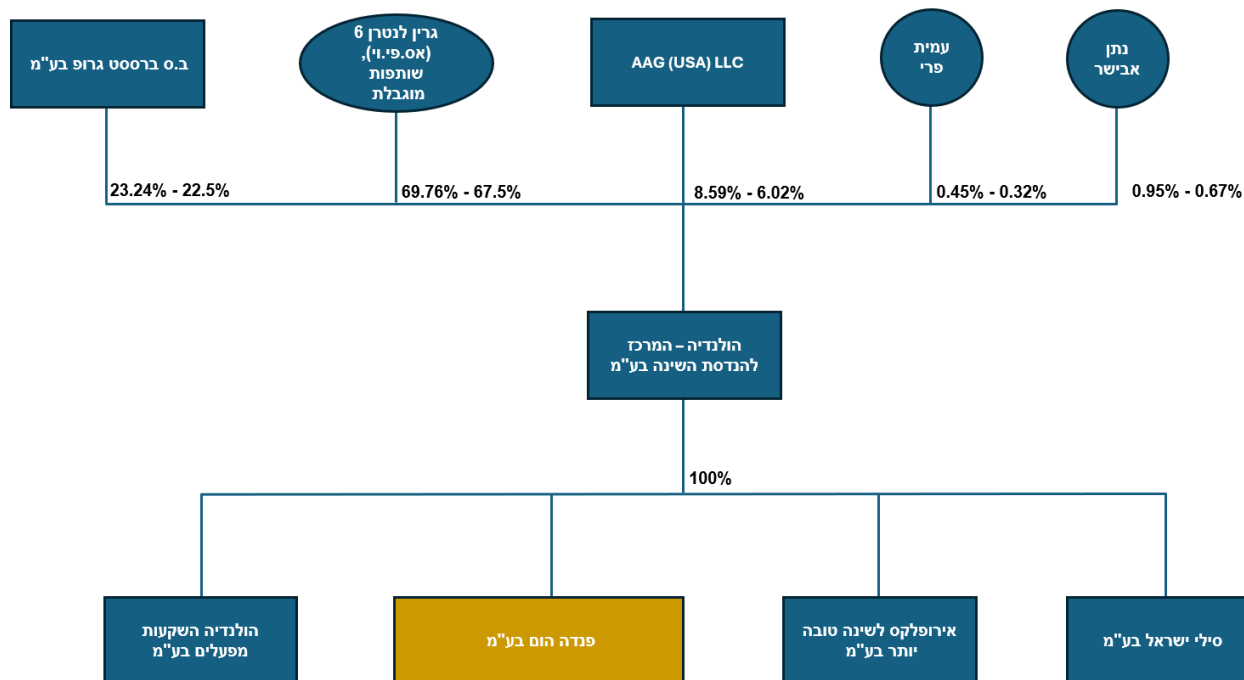 נתן
אבישר
עמית
פרי
AAG (USA) LLC
גרין לנטרן 6
(אס.פי.וי),
שותפות
מוגבלת
ב.ס ברססט גרופ בע"מ
0.95% - 0.67%
0.45% - 0.32%
8.59% - 6.02%
69.76% - 67.5%
23.24% - 22.5%
הולנדיה – המרכז
להנדסת השינה בע"מ
100%
סילי ישראל בע"מ
אירופלקס לשינה טובה
יותר בע"מ
פנדה הום בע"מ
הולנדיה השקעות
מפעלים בע"מ